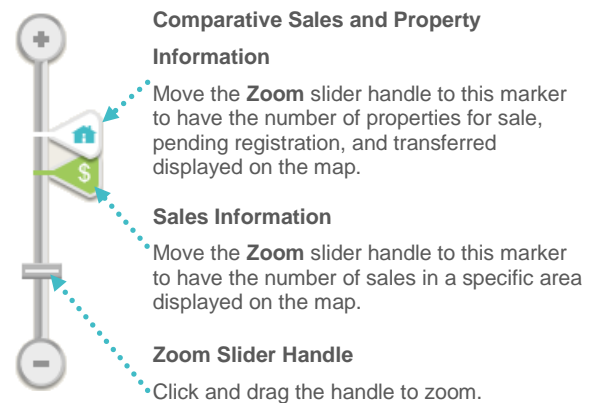 Comparative Sales and Property
Information
Move the Zoom slider handle to this marker
to have the number of properties for sale,
pending registration, and transferred
displayed on the map.
$
Sales Information
Move the Zoom slider handle to this marker
to have the number of sales in a specific area
displayed on the map.
Zoom Slider Handle
Click and drag the handle to zoom.